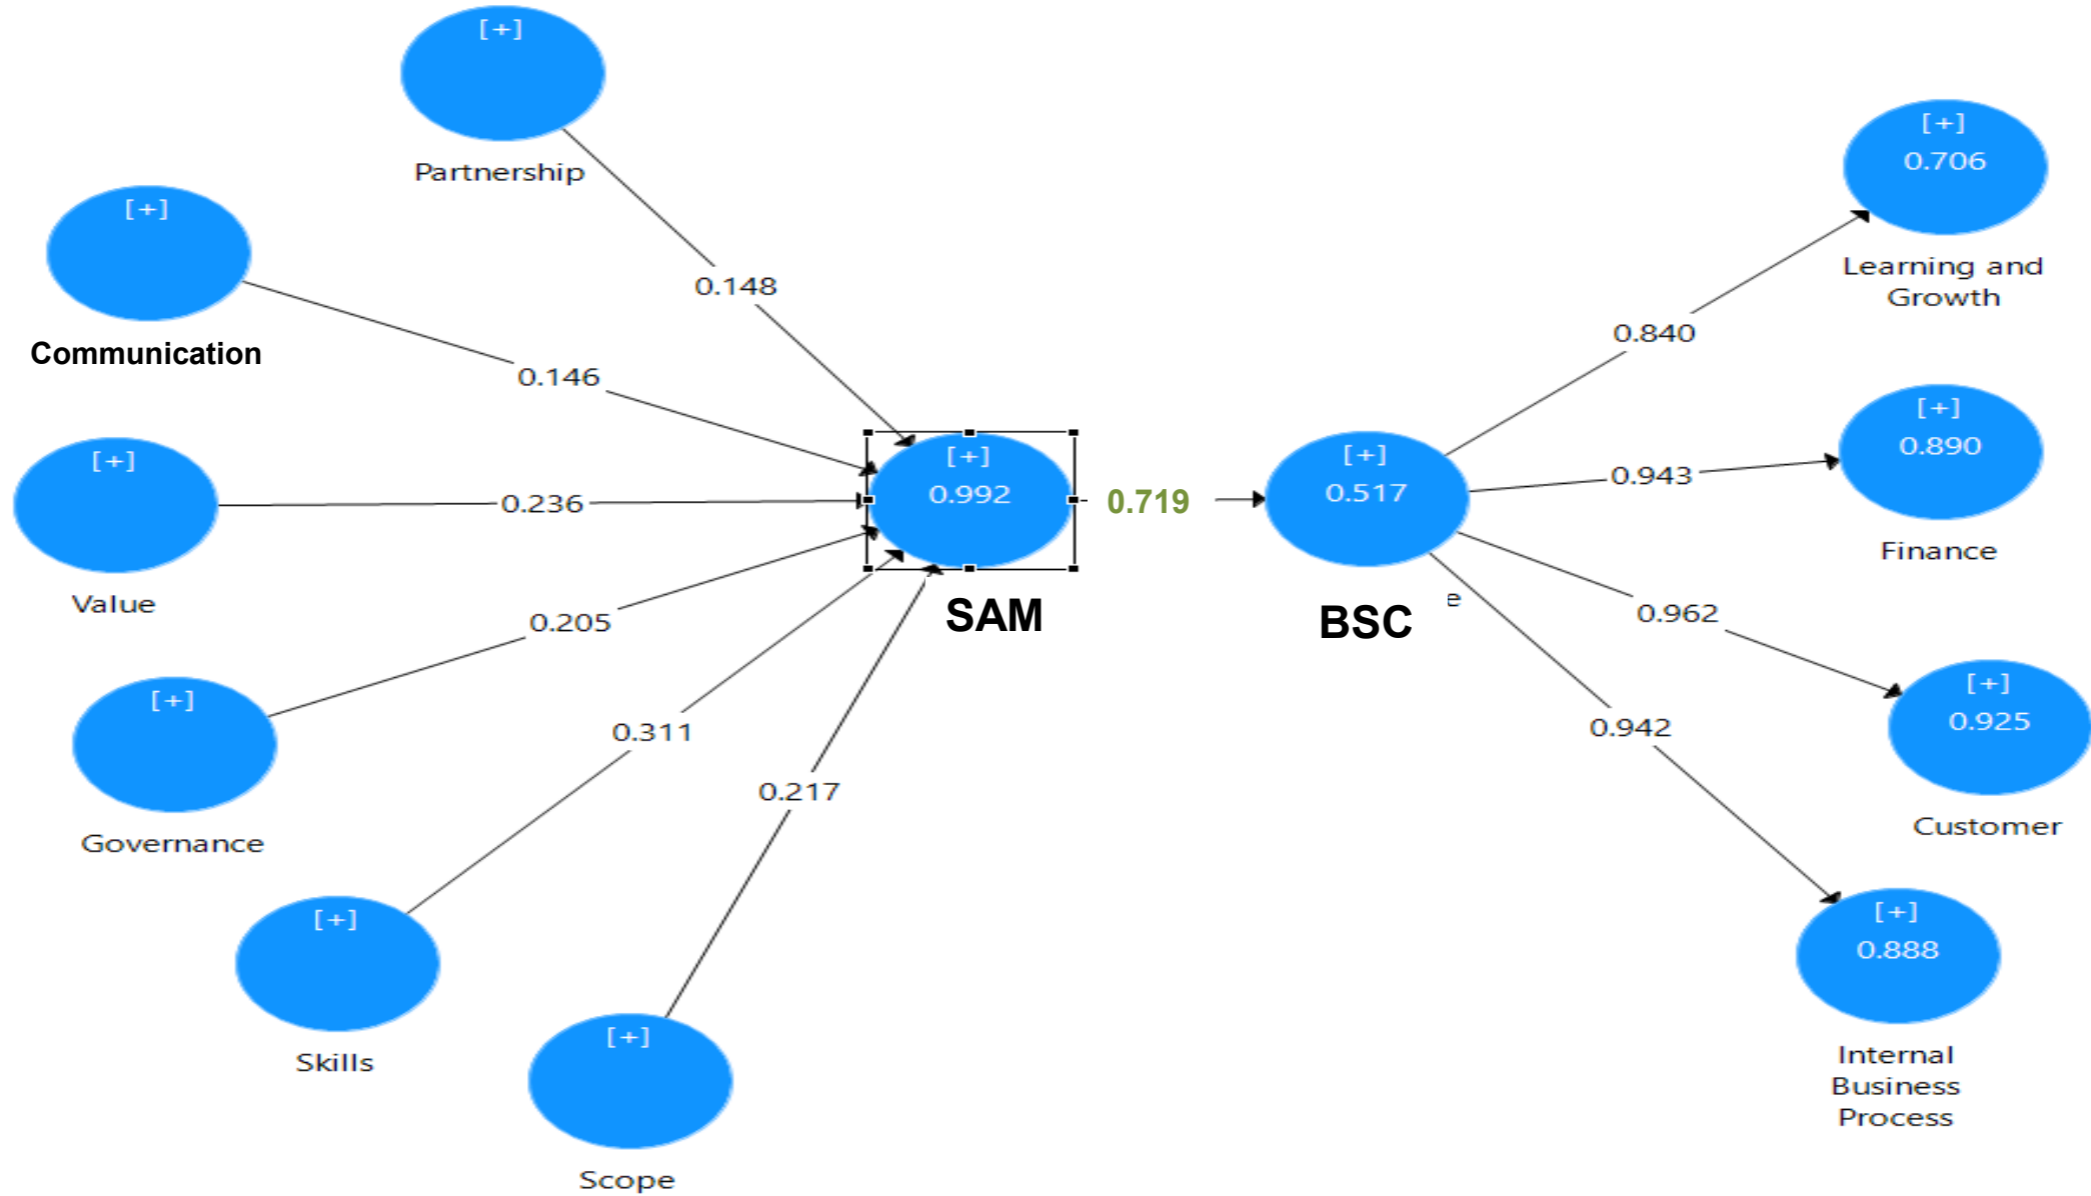 [+]
Partnership
[+]
Communication
[+]
Value
[+]
Governance
[+]
Skills
[+]
Scope
0.148
0.146
0.236
0.205
0.311
0.217
[+]
0.992
SAM
0.719
[+]
0.517
BSC
e
0.840
0.943
0.962
0.942
[+]
0.706
Learning and
Growth
[+]
0.890
Finance
[+]
0.925
Customer
[+]
0.888
Internal
Business
Process